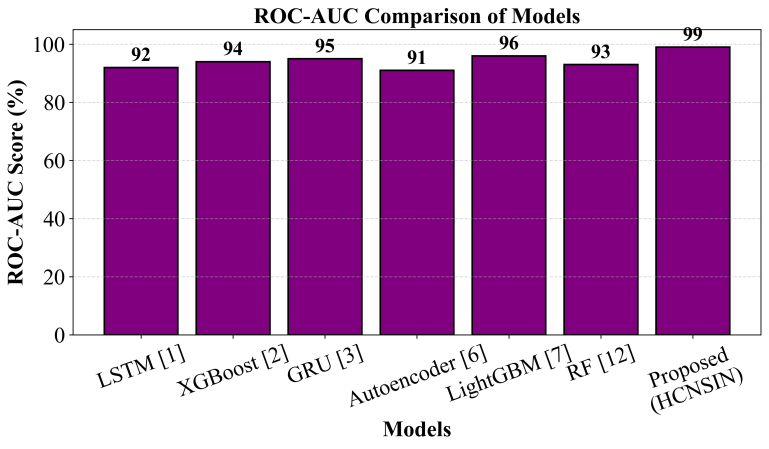 ROC-AUC Comparison of Models
ROC-AUC Score (%)
100
80
60
40
20
0
92
94
95
91
96
93
99
LSTM [1]
XGBoost [2]
GRU [3]
Autoencoder [6]
LightGBM [7]
RF [12]
Proposed
(HCNSIN)
Models